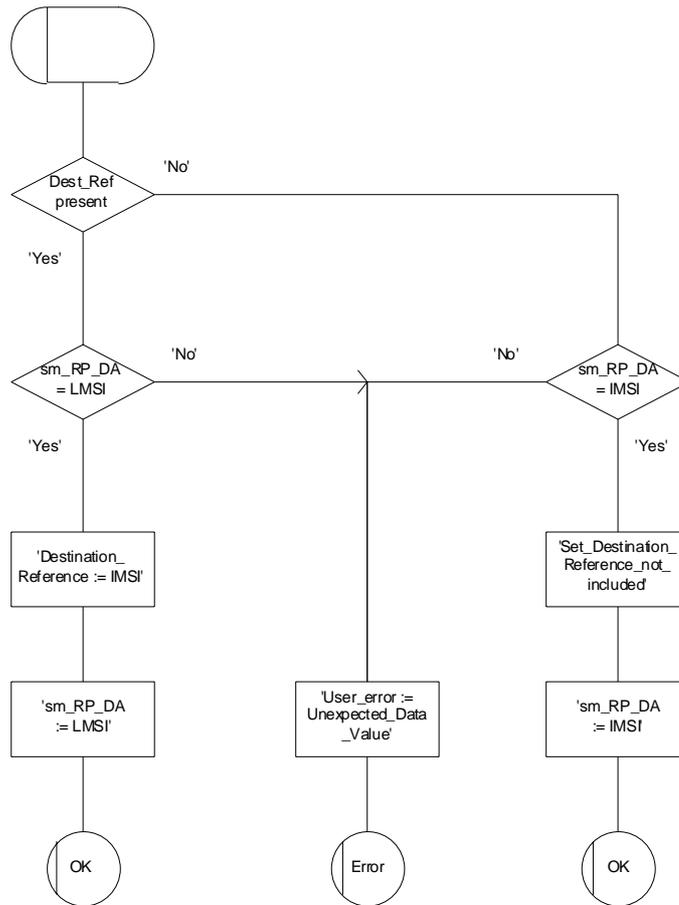 'No'
Dest_Ref
present
'Yes'
'No'
'No'
sm_RP_DA
= LMSI
sm_RP_DA
= IMSI
'Yes'
'Yes'
'Destination_
Reference := IMSI'
'Set_Destination_
Reference_not_
included'
'sm_RP_DA
:= LMSI'
'User_error :=
Unexpected_Data
_Value'
'sm_RP_DA
:= IMSI'
OK
Error
OK